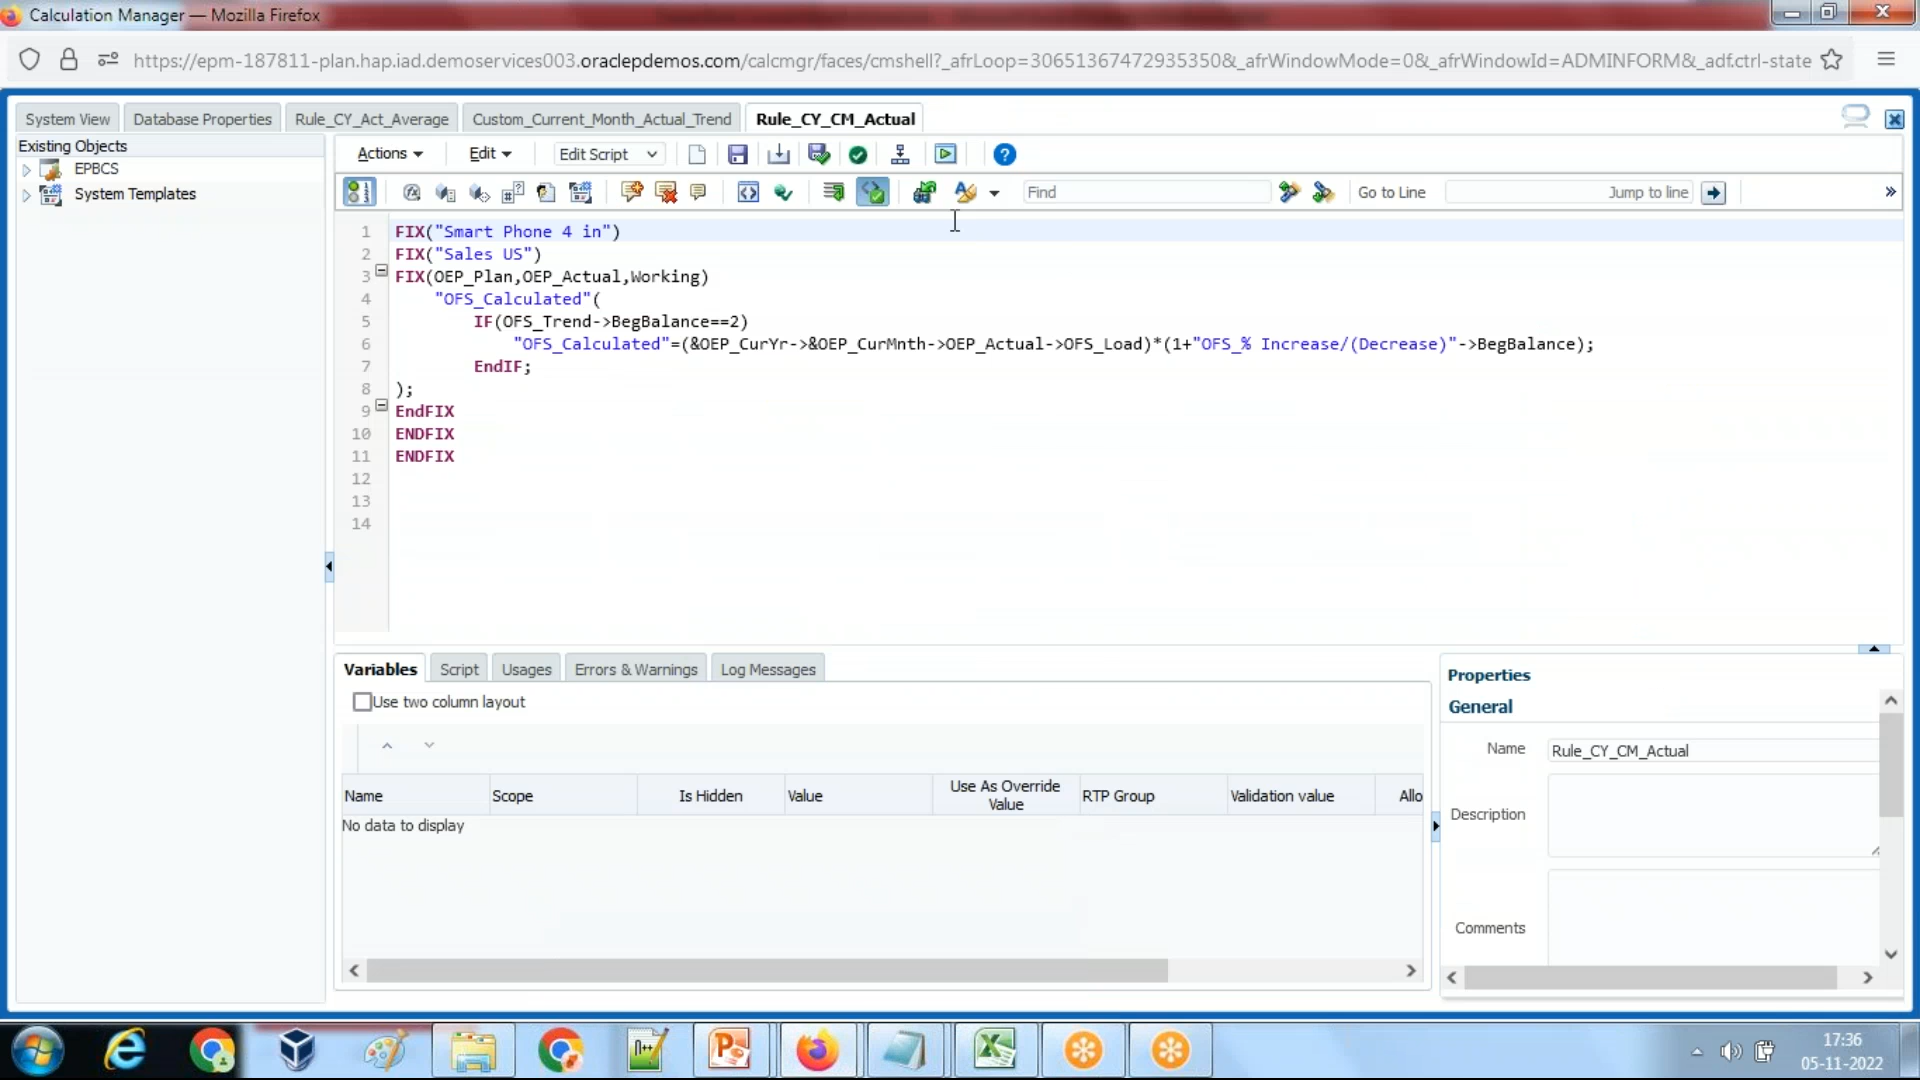 Calculation Manager — Mozilla Firefox
https://epm-187811-plan.hap.iad.demoservices003.oraclepdemos.com/calcmgr/faces/cmshell?_afrLoop=30651367472935350&_afrWindowMode=0&_afrWindowId=ADMINFORM&_adf.ctrl-state
System View
Database Properties
Rule_CY_Act_Average
Custom_Current_Month_Actual_Trend
Rule_CY_CM_Actual
Existing Objects
EPBCS
System Templates
Actions
Edit
Edit Script
Find
Go to Line
Jump to line
1 FIX("Smart Phone 4 in")
2 FIX("Sales US")
3 FIX(OEP_Plan,OEP_Actual,Working)
4 "OFS_Calculated"(
5 IF(OFS_Trend->BegBalance==2)
6 "OFS_Calculated"=(&OEP_CurYr->&OEP_CurMnth->OEP_Actual->OFS_Load)*(1+"OFS_% Increase/(Decrease)"->BegBalance);
7 EndIF;
8 );
9 EndFIX
10 ENDFIX
11 ENDFIX
12
13
14
Variables
Script
Usages
Errors & Warnings
Log Messages
Use two column layout
Name
Scope
Is Hidden
Value
Use As Override Value
RTP Group
Validation value
Allo
No data to display
Properties
General
Name Rule_CY_CM_Actual
Description
Comments
17:36
05-11-2022